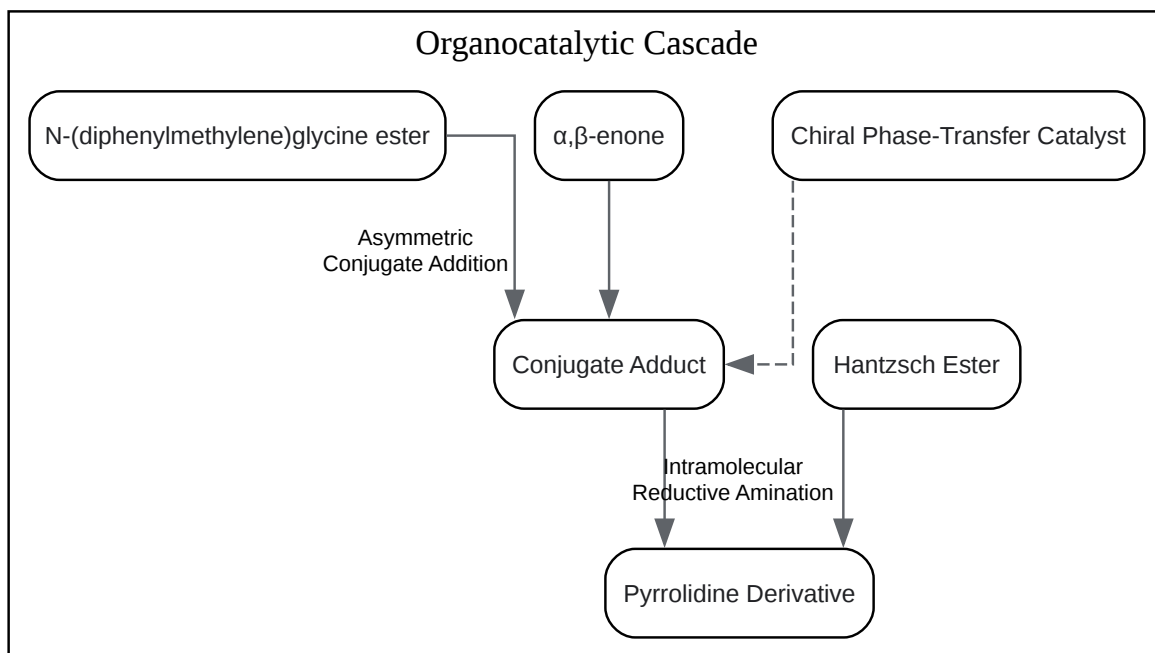 Organocatalytic Cascade
N-(diphenylmethylene)glycine ester
α,β-enone
Chiral Phase-Transfer Catalyst
Asymmetric
Conjugate Addition
Conjugate Adduct
Hantzsch Ester
Intramolecular
Reductive Amination
Pyrrolidine Derivative